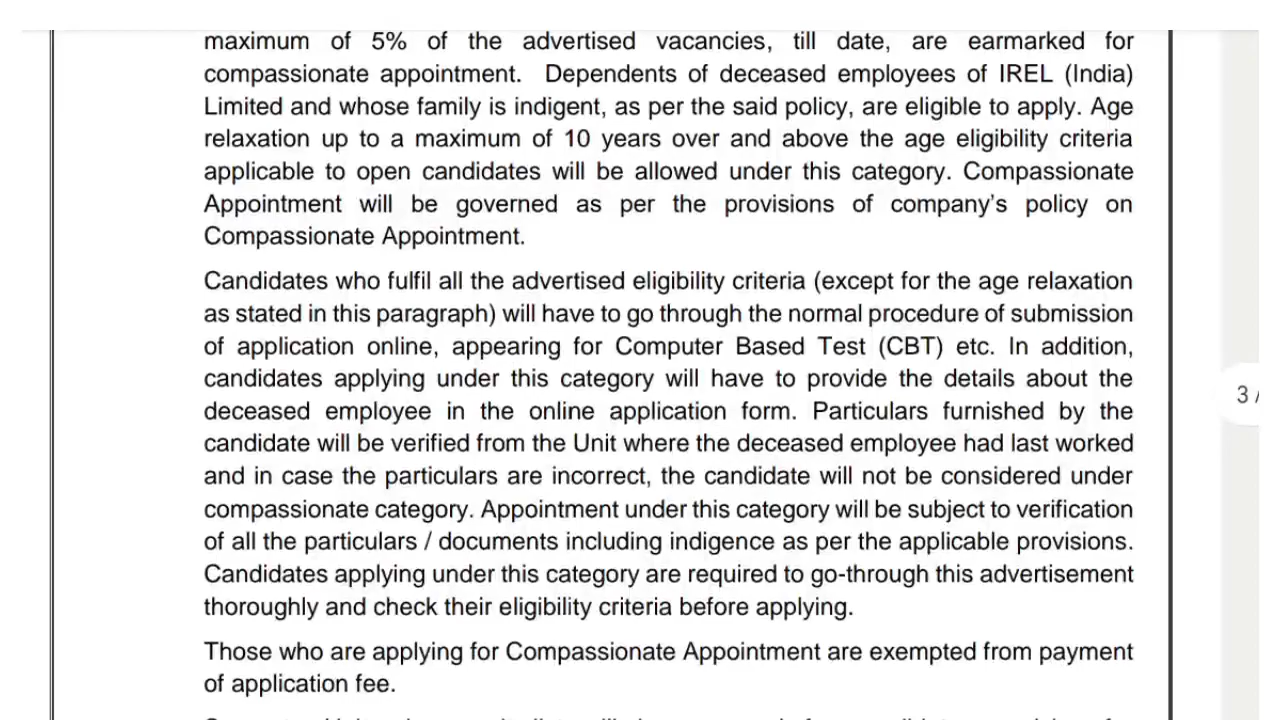 maximum of 5% of the advertised vacancies, till date, are earmarked for
compassionate appointment. Dependents of deceased employees of IREL (India)
Limited and whose family is indigent, as per the said policy, are eligible to apply. Age
relaxation up to a maximum of 10 years over and above the age eligibility criteria
applicable to open candidates will be allowed under this category. Compassionate
Appointment will be governed as per the provisions of company's policy on
Compassionate Appointment.
Candidates who fulfil all the advertised eligibility criteria (except for the age relaxation
as stated in this paragraph) will have to go through the normal procedure of submission
of application online, appearing for Computer Based Test (CBT) etc. In addition,
candidates applying under this category will have to provide the details about the
deceased employee in the online application form. Particulars furnished by the
candidate will be verified from the Unit where the deceased employee had last worked
and in case the particulars are incorrect, the candidate will not be considered under
compassionate category. Appointment under this category will be subject to verification
of all the particulars / documents including indigence as per the applicable provisions.
Candidates applying under this category are required to go-through this advertisement
thoroughly and check their eligibility criteria before applying.
Those who are applying for Compassionate Appointment are exempted from payment
of application fee.
3 /